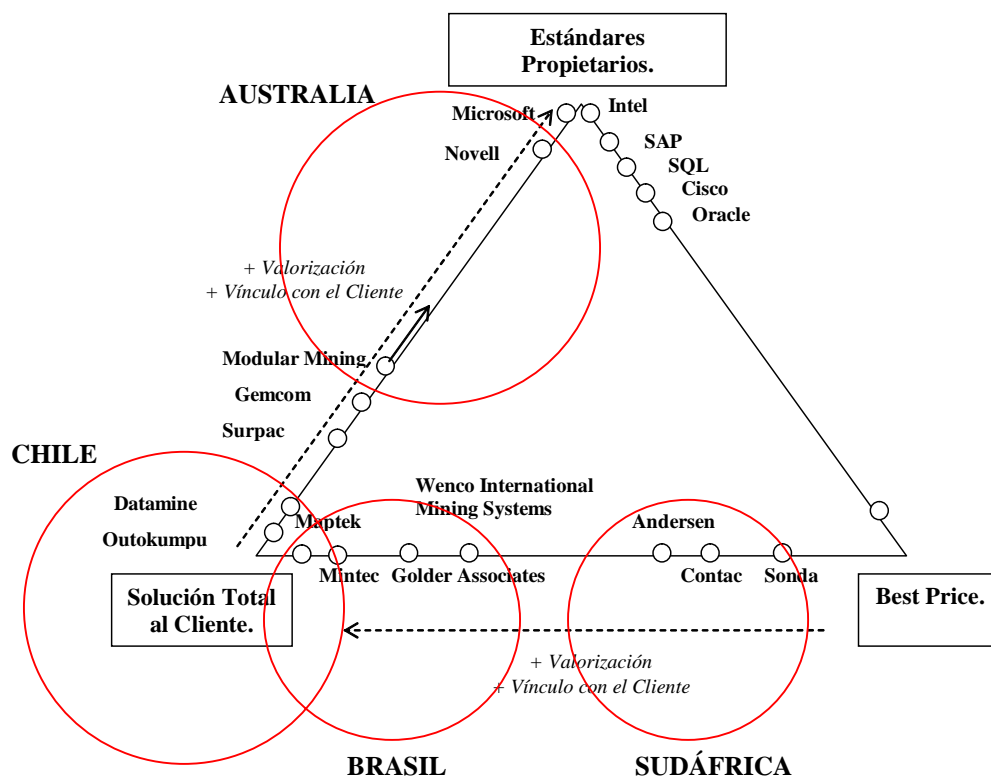 Estándares
Propietarios.
AUSTRALIA
Microsoft
Intel
Novell
SAP
SQL
Cisco
Oracle
+ Valorización
+ Vínculo con el Cliente
Modular Mining
Gemcom
Surpac
CHILE
Wenco International
Mining Systems
Datamine
Maptek
Andersen
Outokumpu
Mintec
Golder Associates
Contac
Sonda
Solución Total
al Cliente.
Best Price.
+ Valorización
+ Vínculo con el Cliente
BRASIL
SUDÁFRICA